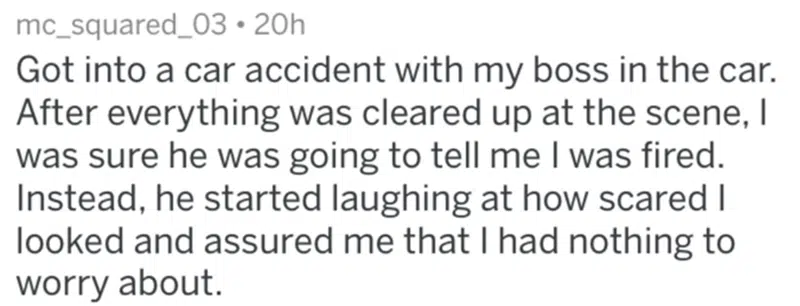 mc_squared_03 • 20h
Got into a car accident with my boss in the car.
After everything was cleared up at the scene, I
was sure he was going to tell me I was fired.
Instead, he started laughing at how scared I
looked and assured me that I had nothing to
worry about.